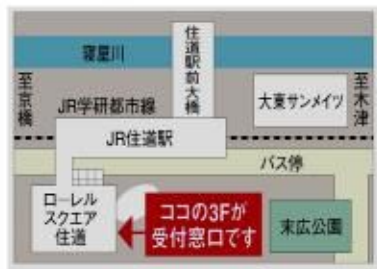 寝屋川
住道駅前大橋
至京橋
JR学研都市線
大東サンメイツ
至木津
JR住道駅
バス停
ローレル
スクエア
住道
ココの3Fが
受付窓口です
末広公園